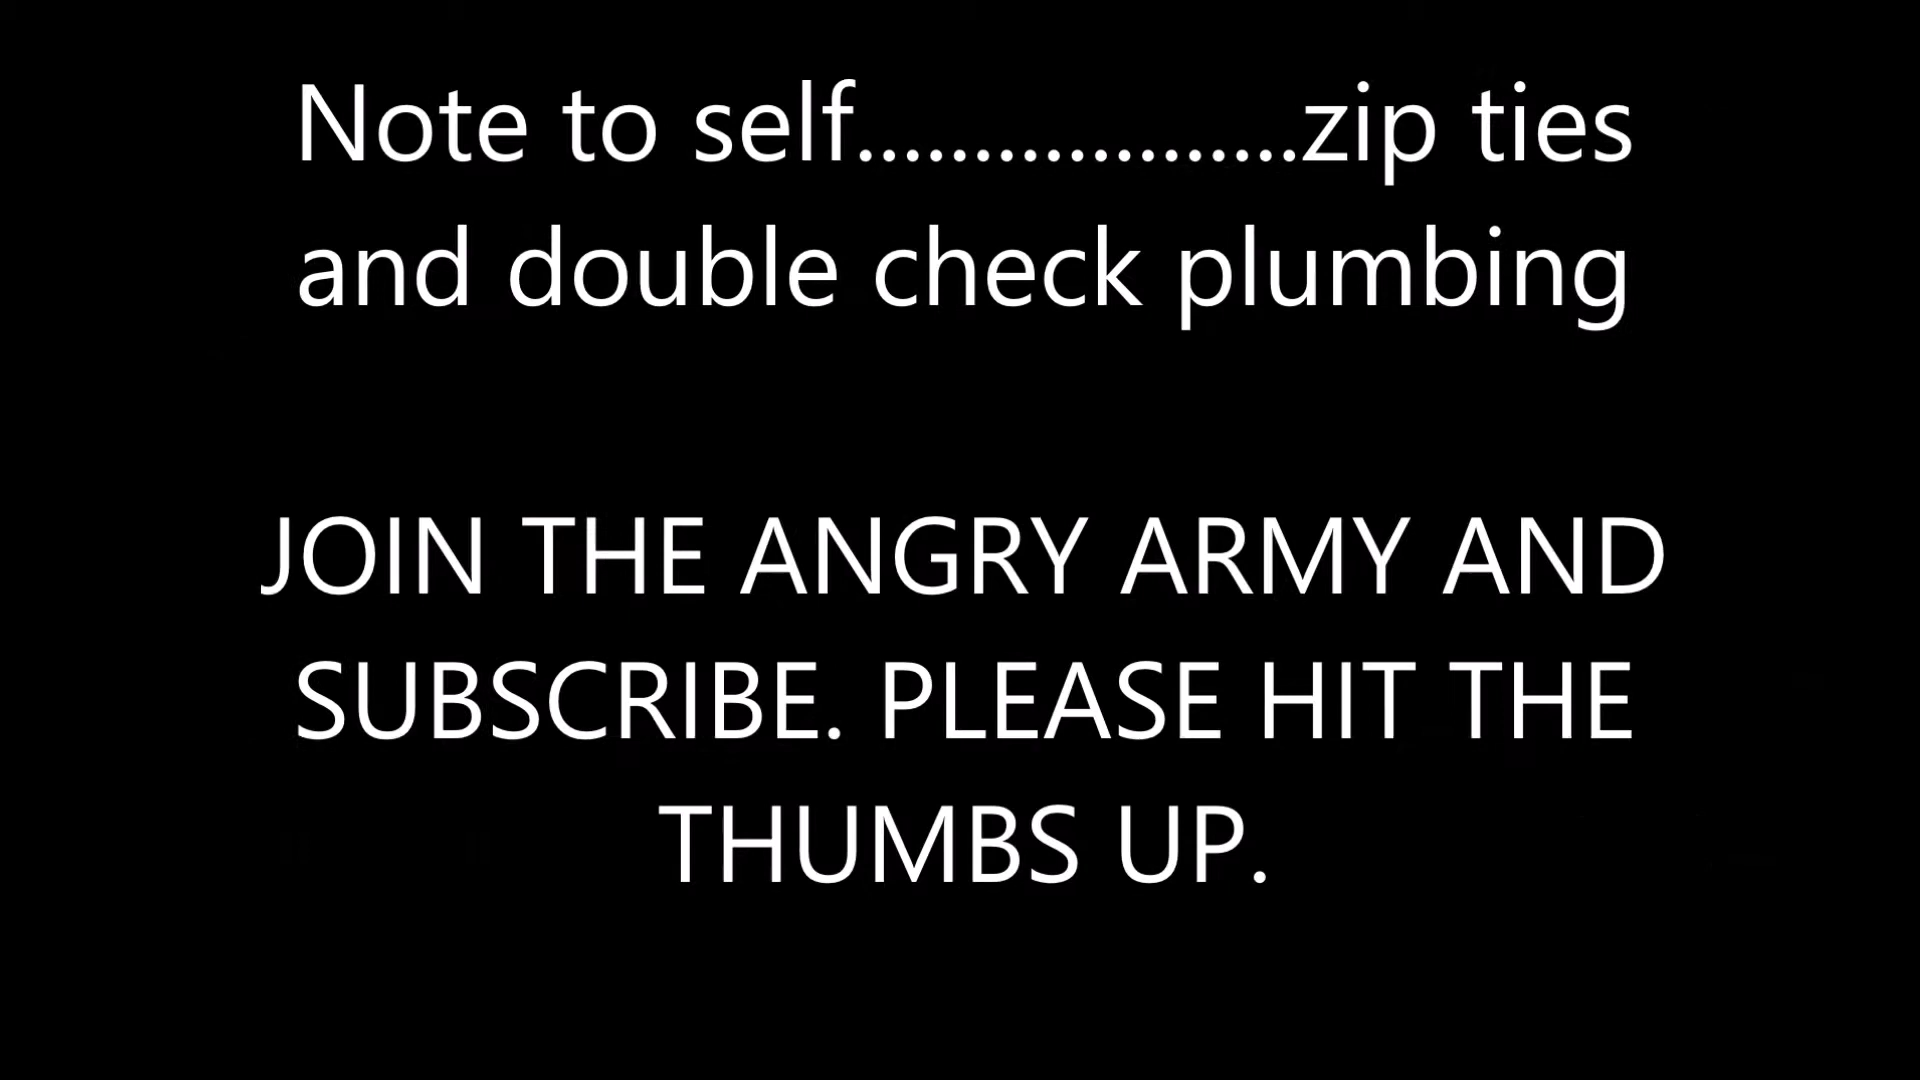 Note to self...................zip ties
and double check plumbing
JOIN THE ANGRY ARMY AND
SUBSCRIBE. PLEASE HIT THE
THUMBS UP.